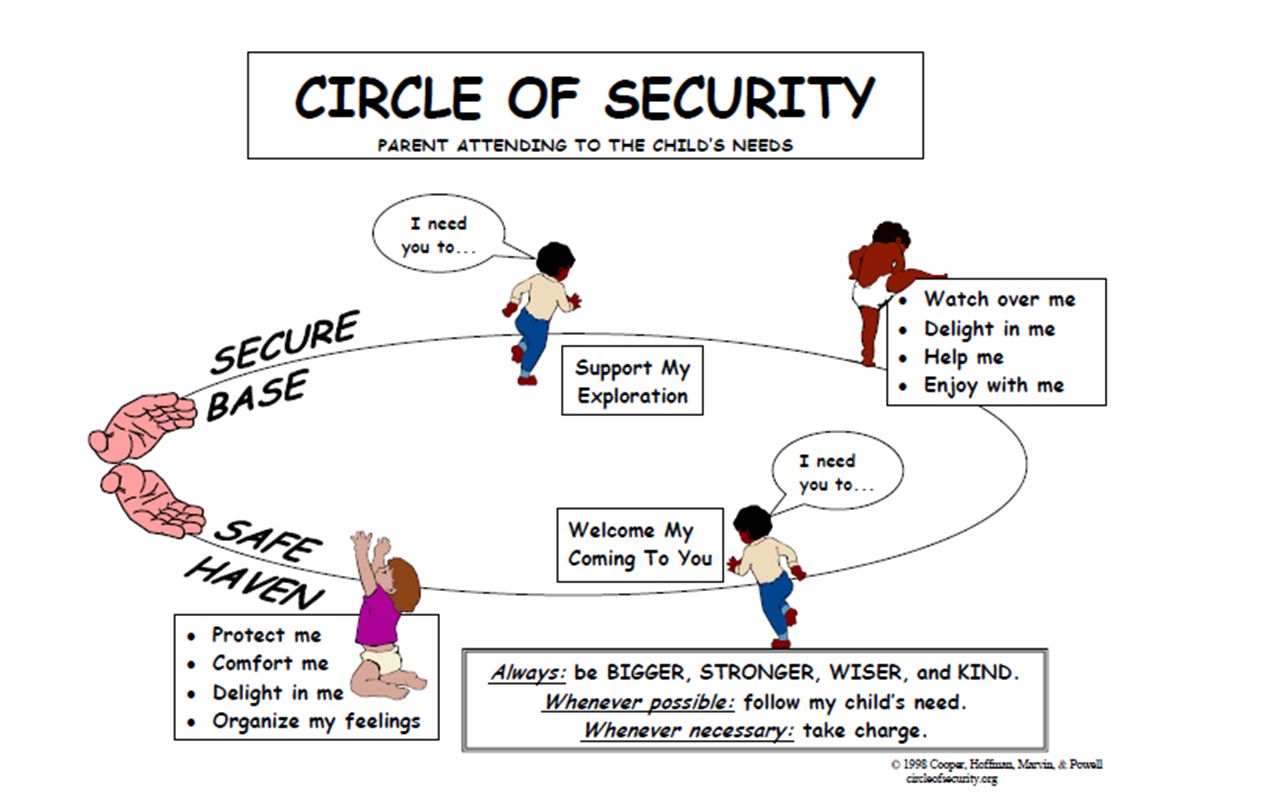 CIRCLE OF SECURITY
PARENT ATTENDING TO THE CHILD'S NEEDS
I need
you to...
SECURE
BASE
Support My
Exploration
• Watch over me
• Delight in me
• Help me
• Enjoy with me
I need
you to...
Welcome My
Coming To You
SAFE
HAVEN
• Protect me
• Comfort me
• Delight in me
• Organize my feelings
Always: be BIGGER, STRONGER, WISER, and KIND.
Whenever possible: follow my child's need.
Whenever necessary: take charge.
© 1998 Cooper, Hoffman, Marvin, & Powell
circleofsecurity.org